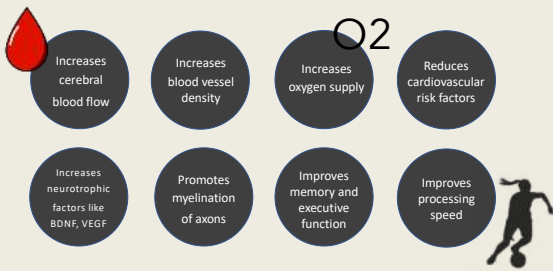 O2
Increases
cerebral
blood flow
Increases
blood vessel
density
Increases
oxygen supply
Reduces
cardiovascular
risk factors
Increases
neurotrophic
factors like
BDNF, VEGF
Promotes
myelination
of axons
Improves
memory and
executive
function
Improves
processing
speed